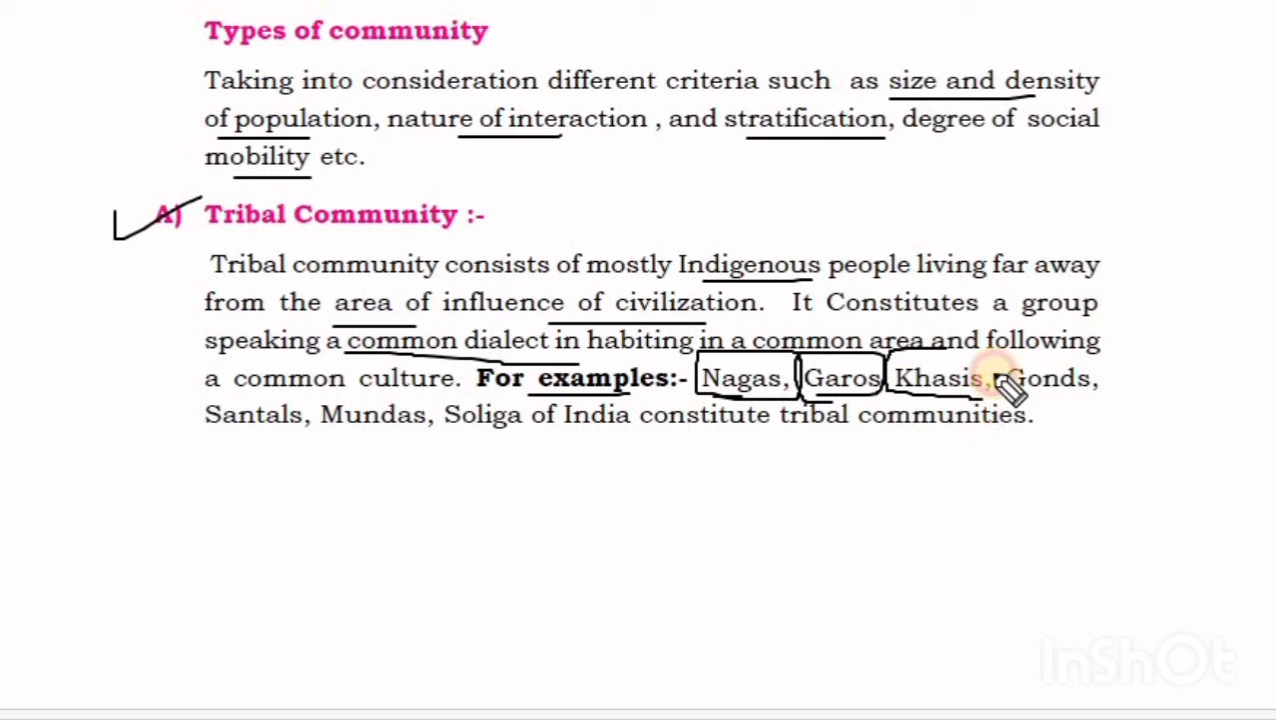 Types of community
Taking into consideration different criteria such as size and density
of population, nature of interaction , and stratification, degree of social
mobility etc.
A) Tribal Community :-
Tribal community consists of mostly Indigenous people living far away
from the area of influence of civilization. It Constitutes a group
speaking a common dialect in habiting in a common area and following
a common culture. For examples:- Nagas, Garos Khasis, Gonds,
Santals, Mundas, Soliga of India constitute tribal communities.
InShOt